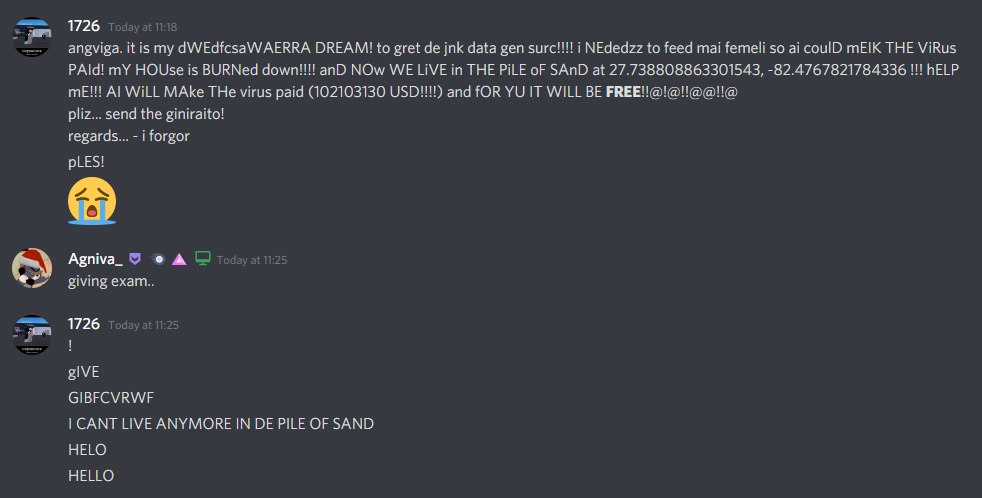 1726 Today at 11:18
angviga. it is my dWEdfcsaWAERRA DREAM! to gret de jnk data gen surc!!!! i NEdedzz to feed mai femeli so ai coulD mEIK THE ViRus
PAId! mY HOUse is BURNed down!!!! anD NOw WE LiVE in THE PiLE oF SAnD at 27.738808863301543, -82.4767821784336 !!! hELP
mE!!! AI WiLL MAke THe virus paid (102103130 USD!!!!) and fOR YU IT WILL BE FREE!!@!@!!@@!!@
pliz... send the giniraito!
regards... - i forgor
pLES!
Agniva_ Today at 11:25
giving exam..
1726 Today at 11:25
!
gIVE
GIBFCVRWF
I CANT LIVE ANYMORE IN DE PILE OF SAND
HELO
HELLO